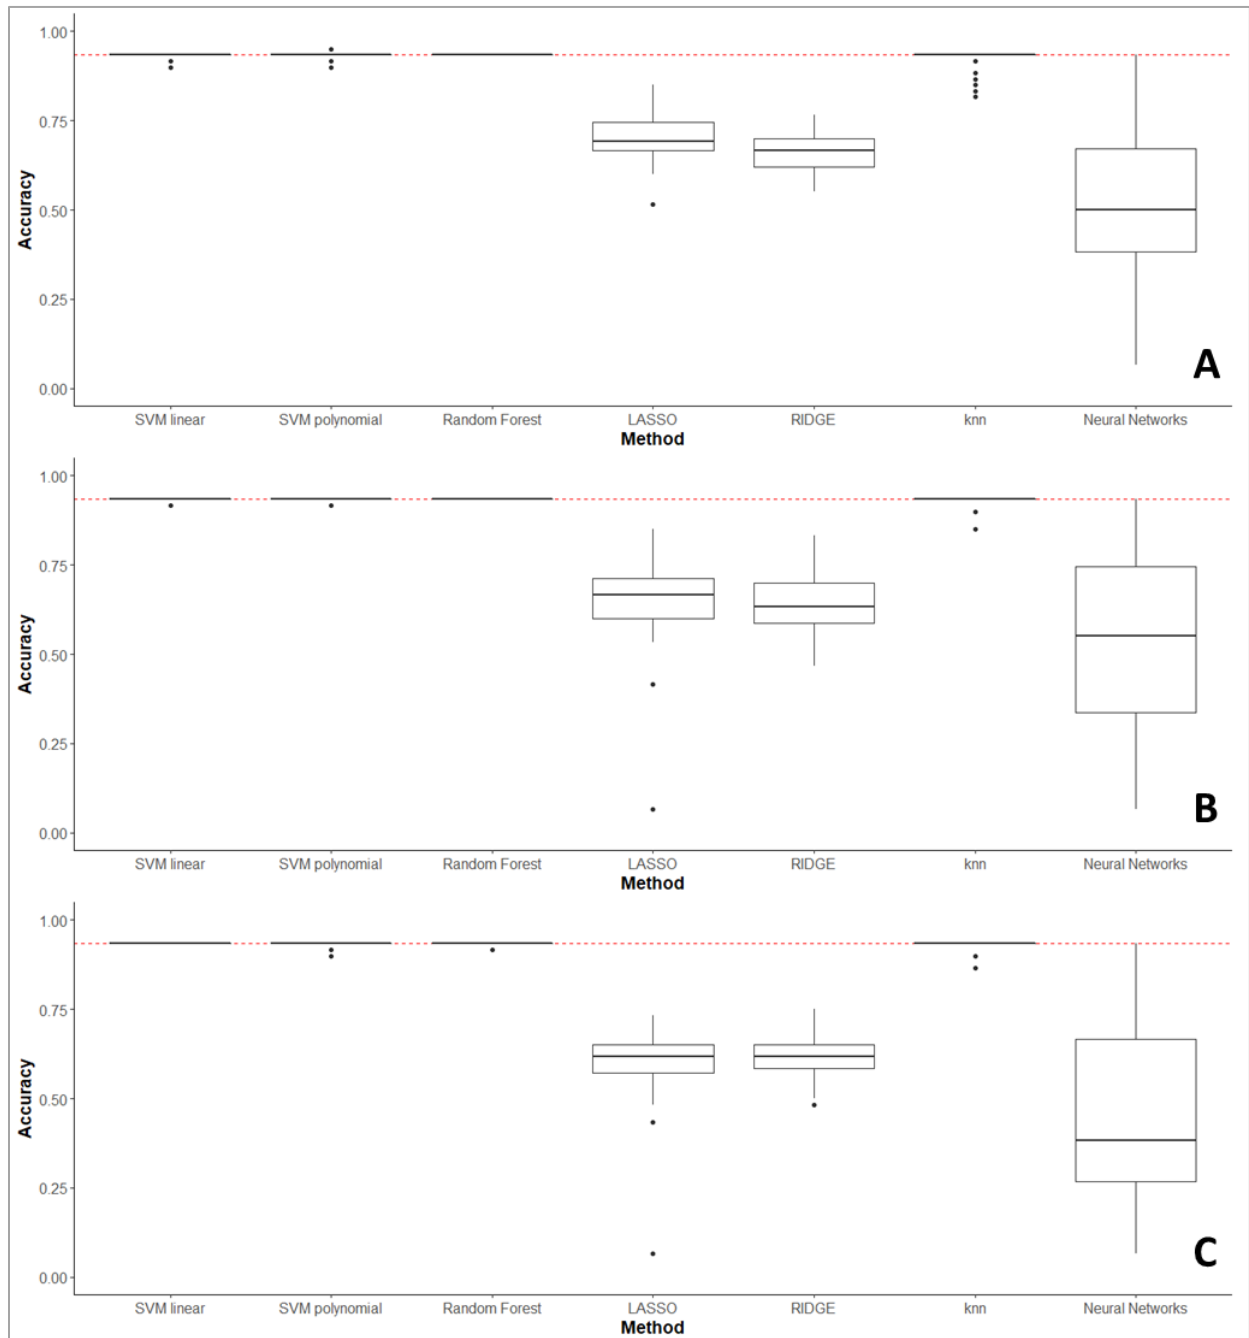 1.00
0.75
0.50
0.25
0.00
Accuracy
A
SVM linear SVM polynomial Random Forest LASSO RIDGE knn Neural Networks
Method
1.00
0.75
0.50
0.25
0.00
Accuracy
B
SVM linear SVM polynomial Random Forest LASSO RIDGE knn Neural Networks
Method
1.00
0.75
0.50
0.25
0.00
Accuracy
C
SVM linear SVM polynomial Random Forest LASSO RIDGE knn Neural Networks
Method